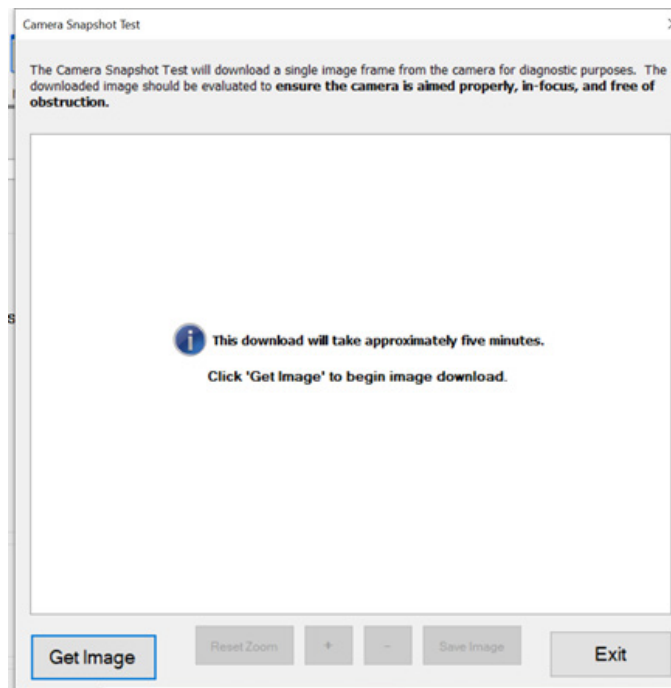 Camera Snapshot Test
The Camera Snapshot Test will download a single image frame from the camera for diagnostic purposes. The
downloaded image should be evaluated to ensure the camera is aimed properly, in-focus, and free of
obstruction.
This download will take approximately five minutes.
Click 'Get Image' to begin image download.
Get Image
Reset Zoom
+
-
Save Image
Exit